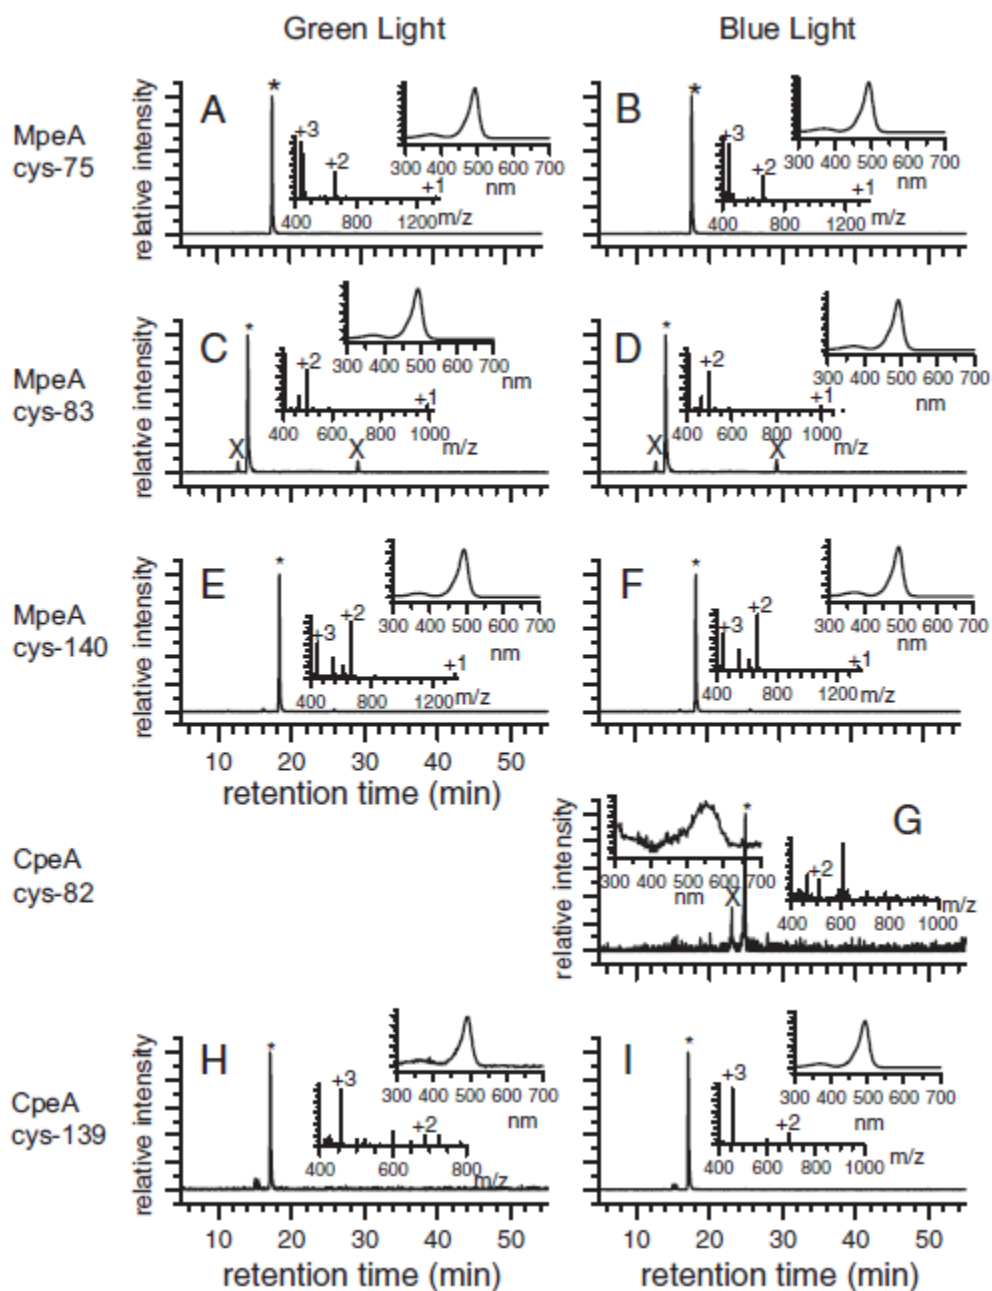 Green Light
Blue Light
MpeA
cys-75
relative intensity
A
*
+3
+2
+1
400 800 1200 m/z
300 400 500 600 700
nm
relative intensity
B
*
+3
+2
+1
400 800 1200 m/z
300 400 500 600 700
nm
MpeA
cys-83
relative intensity
C
*
X
X
+2
+1
400 600 800 1000
m/z
300 400 500 600 700
nm
relative intensity
D
*
X
X
+2
+1
400 600 800 1000
m/z
300 400 500 600 700
nm
MpeA
cys-140
relative intensity
E
*
+3
+2
+1
400 800 1200 m/z
300 400 500 600 700
nm
10 20 30 40 50
retention time (min)
relative intensity
F
*
+3
+2
+1
400 800 1200 m/z
300 400 500 600 700
nm
CpeA
cys-82
relative intensity
G
*
X
+2
400 600 800 1000
m/z
300 400 500 600 700
nm
CpeA
cys-139
relative intensity
H
*
+3
+2
400 600 800
m/z
300 400 500 600 700
nm
10 20 30 40 50
retention time (min)
relative intensity
I
*
+3
+2
400 600 800 1000
m/z
300 400 500 600 700
nm
10 20 30 40 50
retention time (min)